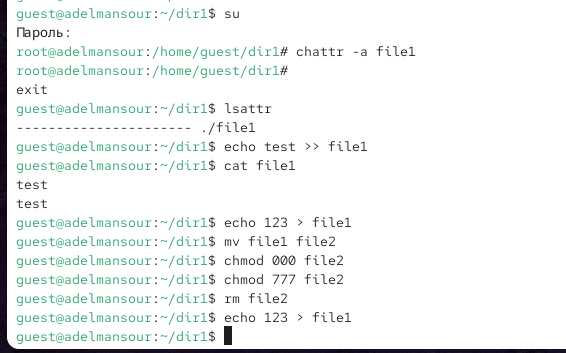 guest@adelmansour:~/dir1$ su
Пароль:
root@adelmansour:/home/guest/dir1# chattr -a file1
root@adelmansour:/home/guest/dir1#
exit
guest@adelmansour:~/dir1$ lsattr
---------------------- ./file1
guest@adelmansour:~/dir1$ echo test >> file1
guest@adelmansour:~/dir1$ cat file1
test
test
guest@adelmansour:~/dir1$ echo 123 > file1
guest@adelmansour:~/dir1$ mv file1 file2
guest@adelmansour:~/dir1$ chmod 000 file2
guest@adelmansour:~/dir1$ chmod 777 file2
guest@adelmansour:~/dir1$ rm file2
guest@adelmansour:~/dir1$ echo 123 > file1
guest@adelmansour:~/dir1$